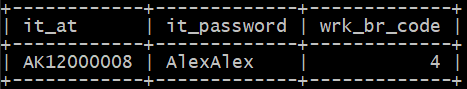 | it_at | it_password | wrk_br_code |
| AK12000008 | AlexAlex | 4 |